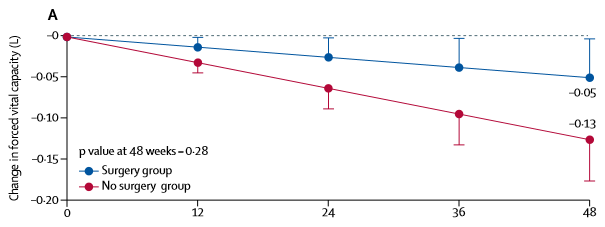 A
Change in forced vital capacity (L)
–0
–0·05
–0·10
–0·15
–0·20
–0·05
–0·13
p value at 48 weeks–0·28
Surgery group
No surgery group
0 12 24 36 48